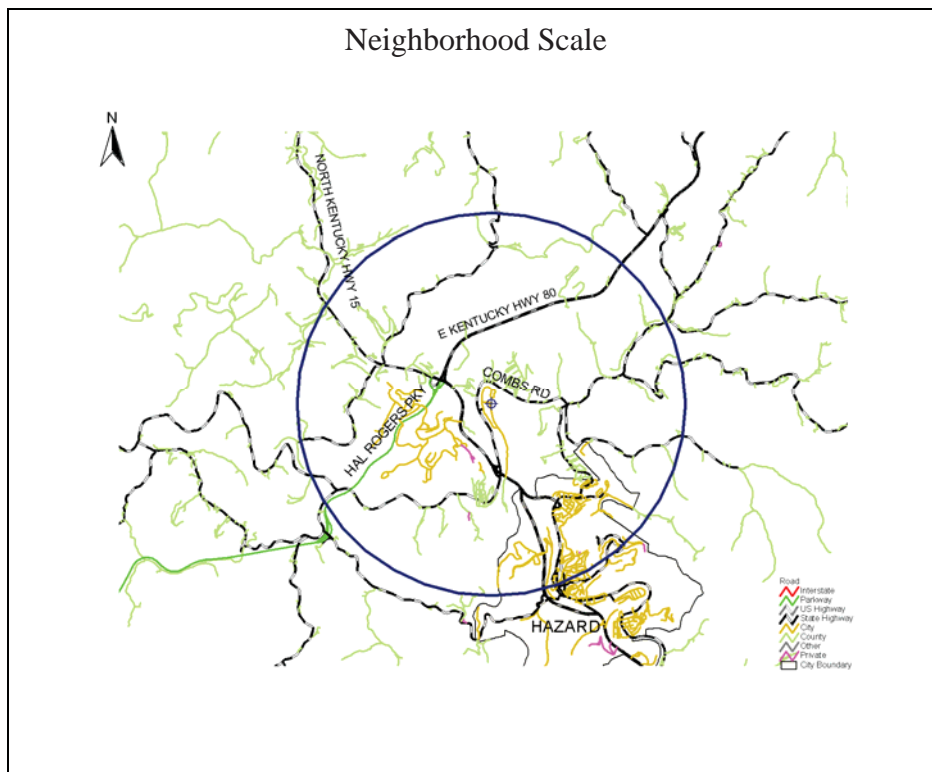 Neighborhood Scale
N
NORTH KENTUCKY HWY 15
E KENTUCKY HWY 80
COMBS RD
HAL ROGERS PKY
HAZARD
Road
Interstate
Parkway
US Highway
State Highway
City
County
Other
Private
City Boundary